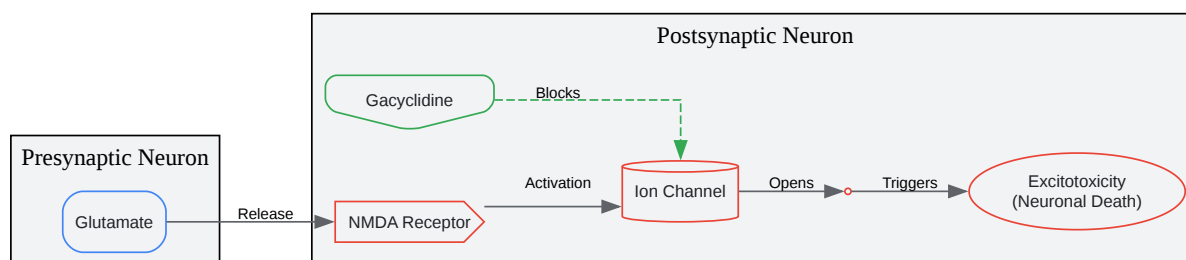 Postsynaptic Neuron
Gacyclidine
Blocks
Presynaptic Neuron
Glutamate
Release
NMDA Receptor
Activation
Ion Channel
Opens
Triggers
Excitotoxicity
(Neuronal Death)